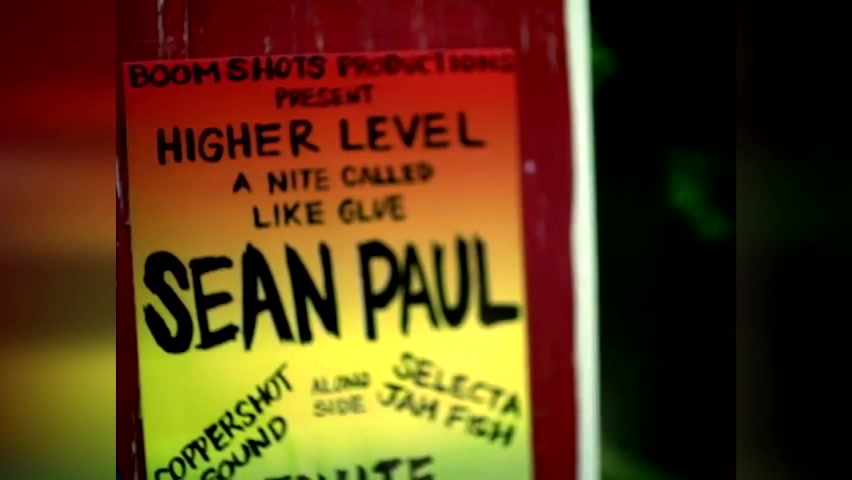 BOOM SHOTS PRODUCTIONS
PRESENT
HIGHER LEVEL
A NITE CALLED
LIKE GLUE
SEAN PAUL
COPPERSHOT
SOUND
ALONG
SIDE
SELECTA
JAH FISH